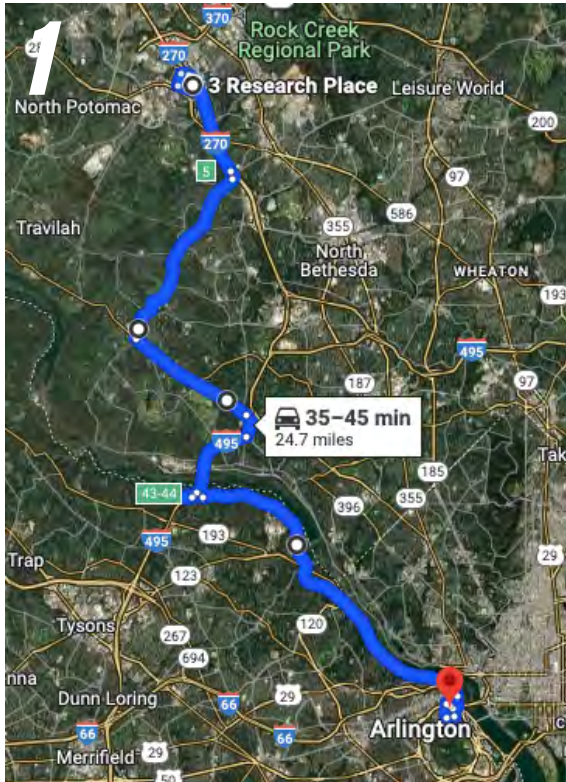 1
370
Rock Creek
Regional Park
28
270
3 Research Place
Leisure World
North Potomac
200
270
5
97
Travilah
355
586
North
Bethesda
WHEATON
193
495
187
97
35–45 min
24.7 miles
495
Tak
185
43-44
396
355
495
193
29
Trap
123
120
Tysons
267
694
nna
Dunn Loring
66
29
Arlington
66
66
Merrifield
29
50